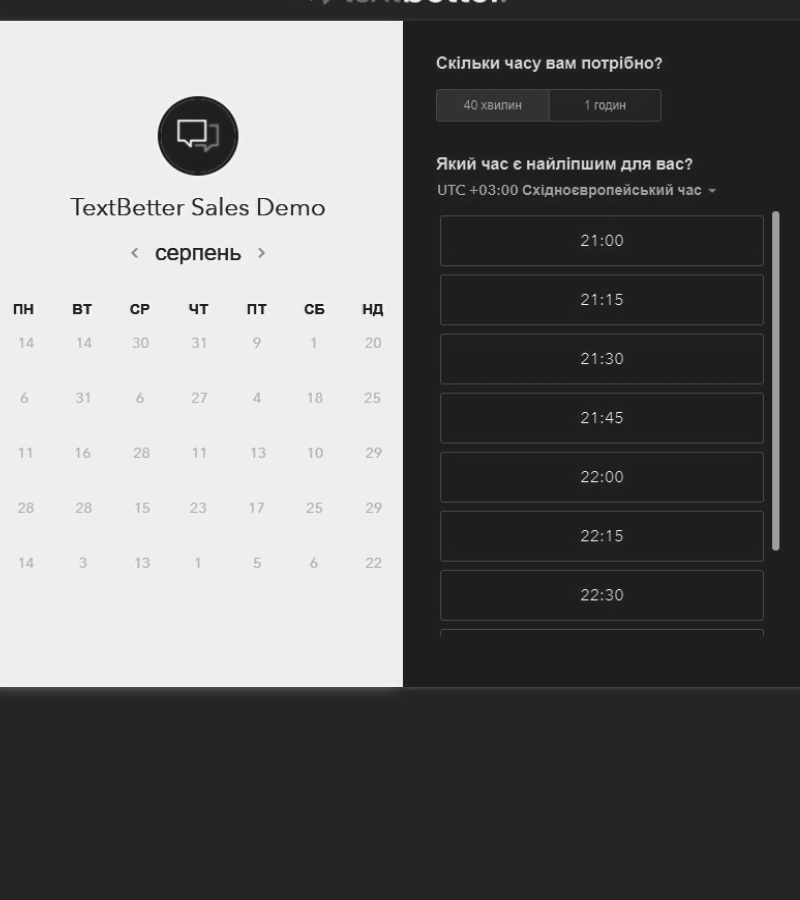 textbetter.
TextBetter Sales Demo
серпень
ПН ВТ СР ЧТ ПТ СБ НД
14 14 30 31 9 1 20
6 31 6 27 4 18 25
11 16 28 11 13 10 29
28 28 15 23 17 25 29
14 3 13 1 5 6 22
Скільки часу вам потрібно?
40 хвилин 1 годин
Який час є найліпшим для вас?
UTC +03:00 Східноєвропейський час
21:00
21:15
21:30
21:45
22:00
22:15
22:30